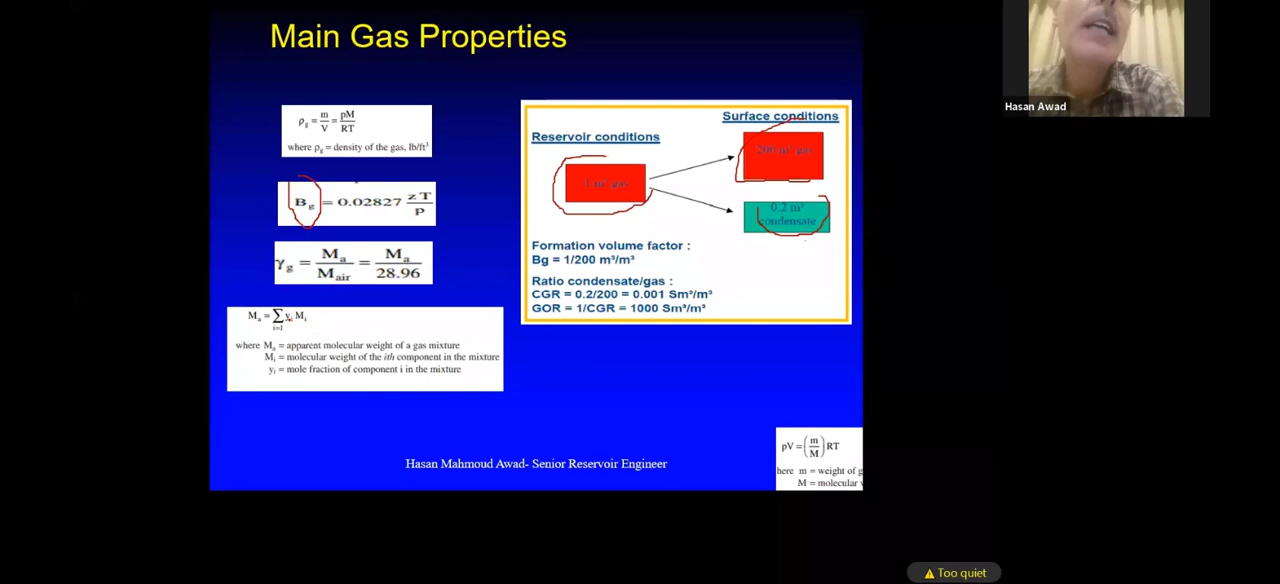 Main Gas Properties
Hasan Awad
ρg = m/V = pM/RT
where ρg = density of the gas, lb/ft³
Bg = 0.02827 zT/p
γg = Ma/Mair = Ma/28.96
Ma = Σ yi Mi
i=1
where Ma = apparent molecular weight of a gas mixture
Mi = molecular weight of the ith component in the mixture
yi = mole fraction of component i in the mixture
Surface conditions
Reservoir conditions
200 m³ gas
1 m³ gas
0.2 m³
condensate
Formation volume factor :
Bg = 1/200 m³/m³
Ratio condensate/gas :
CGR = 0.2/200 = 0.001 Sm³/m³
GOR = 1/CGR = 1000 Sm³/m³
pV = (m/M) RT
here m = weight of g
M = molecular
Hasan Mahmoud Awad- Senior Reservoir Engineer
Too quiet